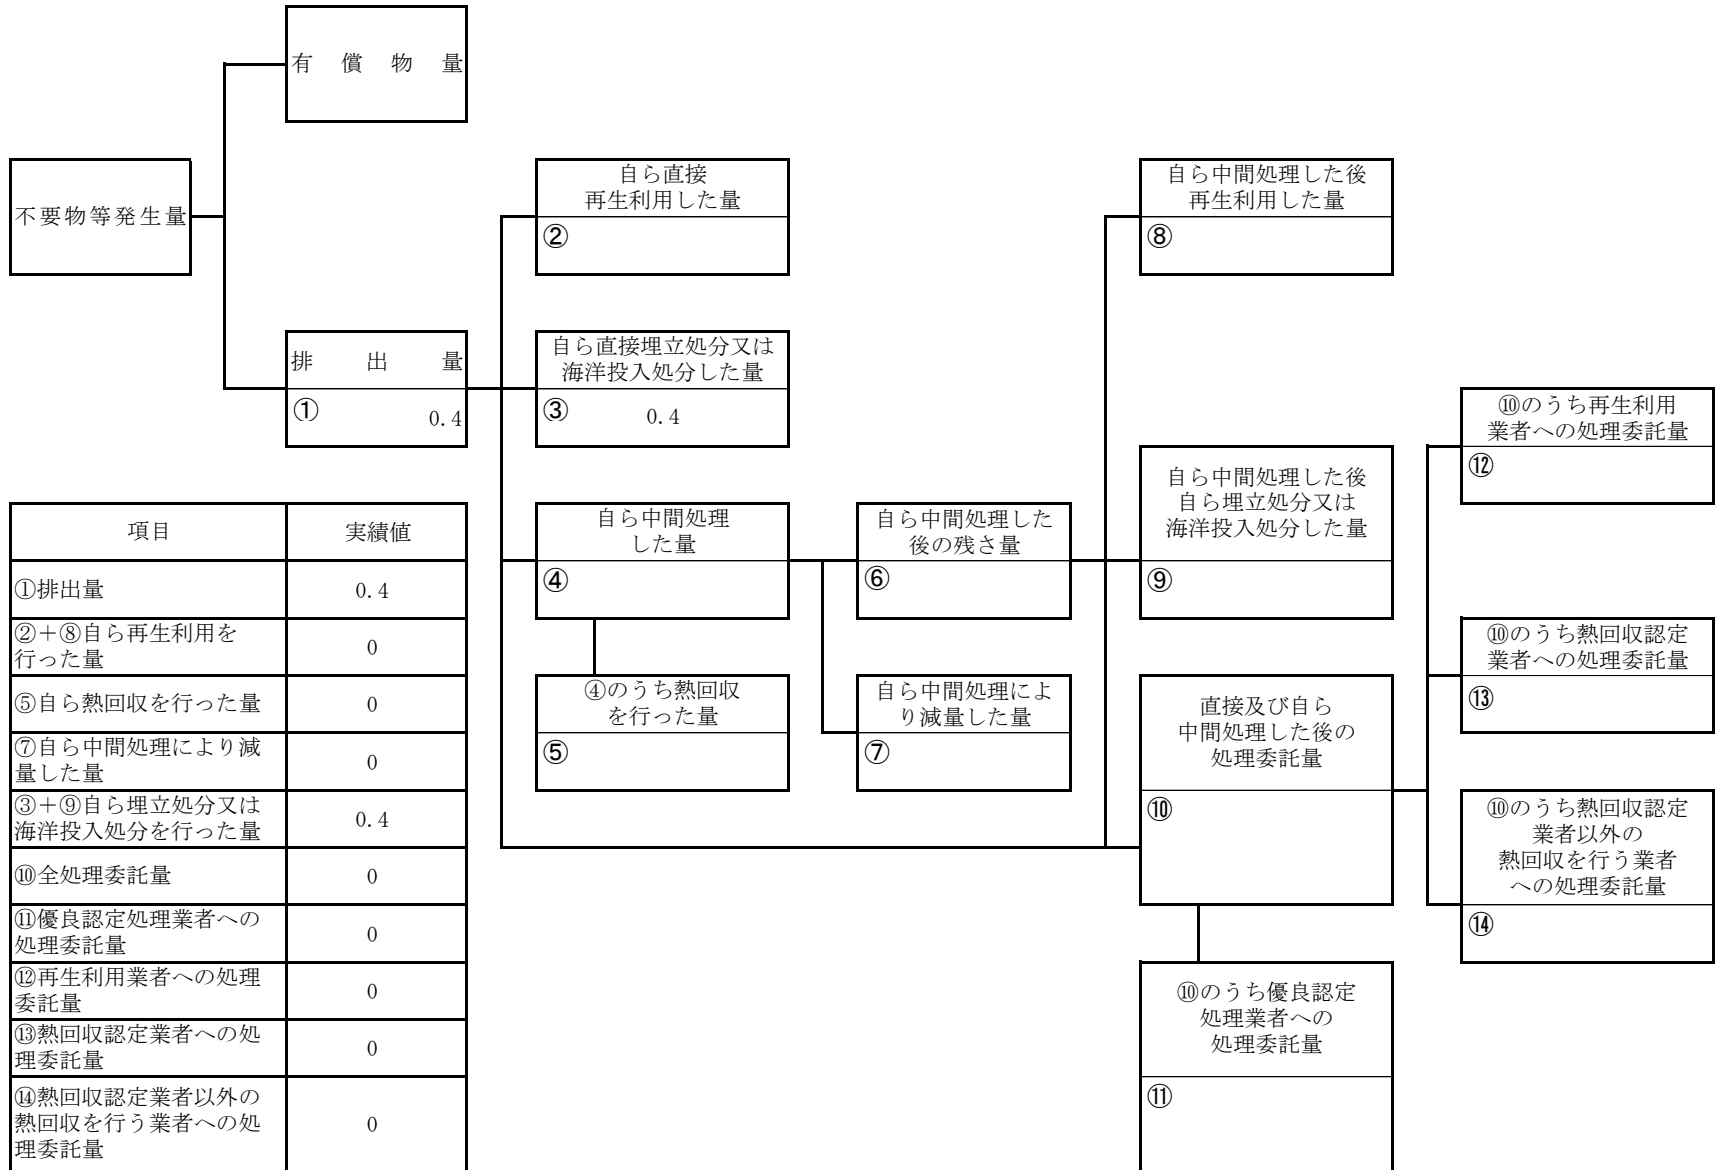 有償物量
不要物等発生量
自ら直接
再生利用した量
②
自ら中間処理した後
再生利用した量
⑧
排出量
① 0.4
自ら直接埋立処分又は
海洋投入処分した量
③ 0.4
⑩のうち再生利用
業者への処理委託量
⑫
自ら中間処理
した量
④
自ら中間処理した
後の残さ量
⑥
自ら中間処理した後
自ら埋立処分又は
海洋投入処分した量
⑨
⑩のうち熱回収認定
業者への処理委託量
⑬
④のうち熱回収
を行った量
⑤
自ら中間処理によ
り減量した量
⑦
直接及び自ら
中間処理した後の
処理委託量
⑩
⑩のうち熱回収認定
業者以外の
熱回収を行う業者
への処理委託量
⑭
⑩のうち優良認定
処理業者への
処理委託量
⑪
項目 実績値
①排出量 0.4
②+⑧自ら再生利用を
行った量 0
⑤自ら熱回収を行った量 0
⑦自ら中間処理により減
量した量 0
③+⑨自ら埋立処分又は
海洋投入処分を行った量 0.4
⑩全処理委託量 0
⑪優良認定処理業者への
処理委託量 0
⑫再生利用業者への処理
委託量 0
⑬熱回収認定業者への処
理委託量 0
⑭熱回収認定業者以外の
熱回収を行う業者への処
理委託量 0